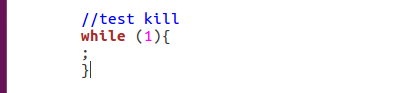 //test kill
while (1){
;
}